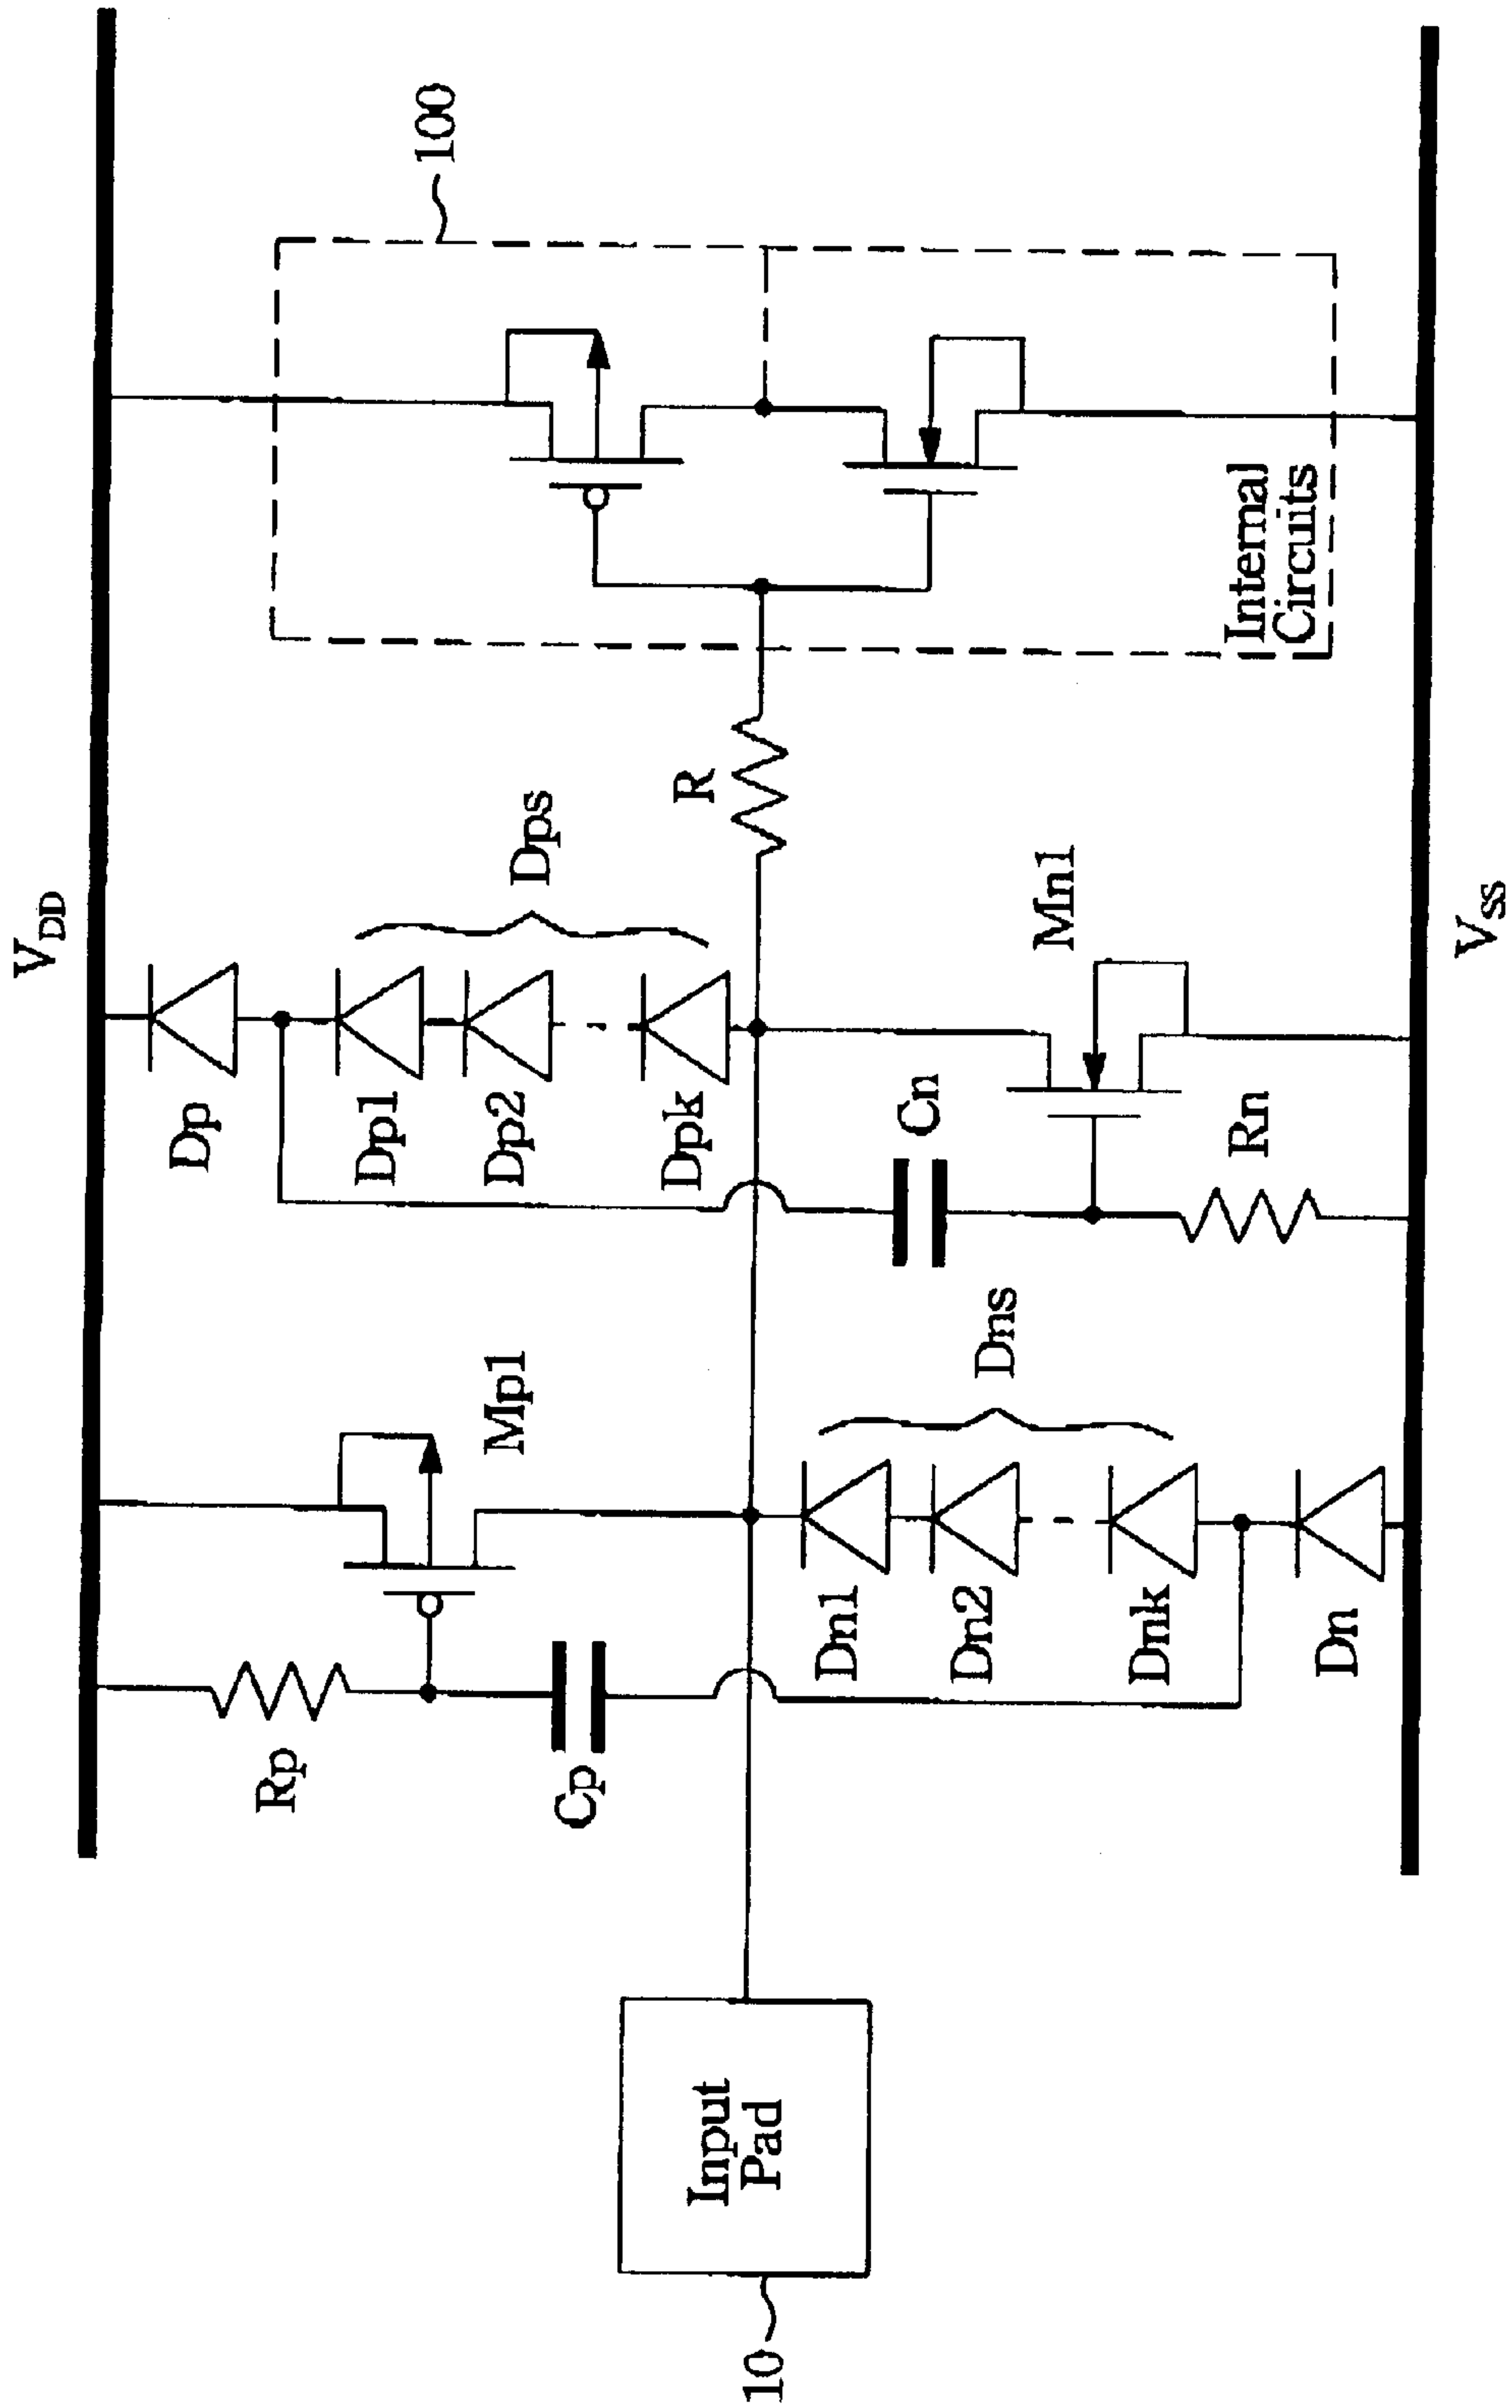 V_DD
Dp
Dp1
Dp2
Dpk
Dps
Rp
Mp1
Cp
R
100
Input
Pad
10
Dn1
Dn2
Dnk
Dns
Dn
Cn
Mn1
Rn
Internal
Circuits
V_SS